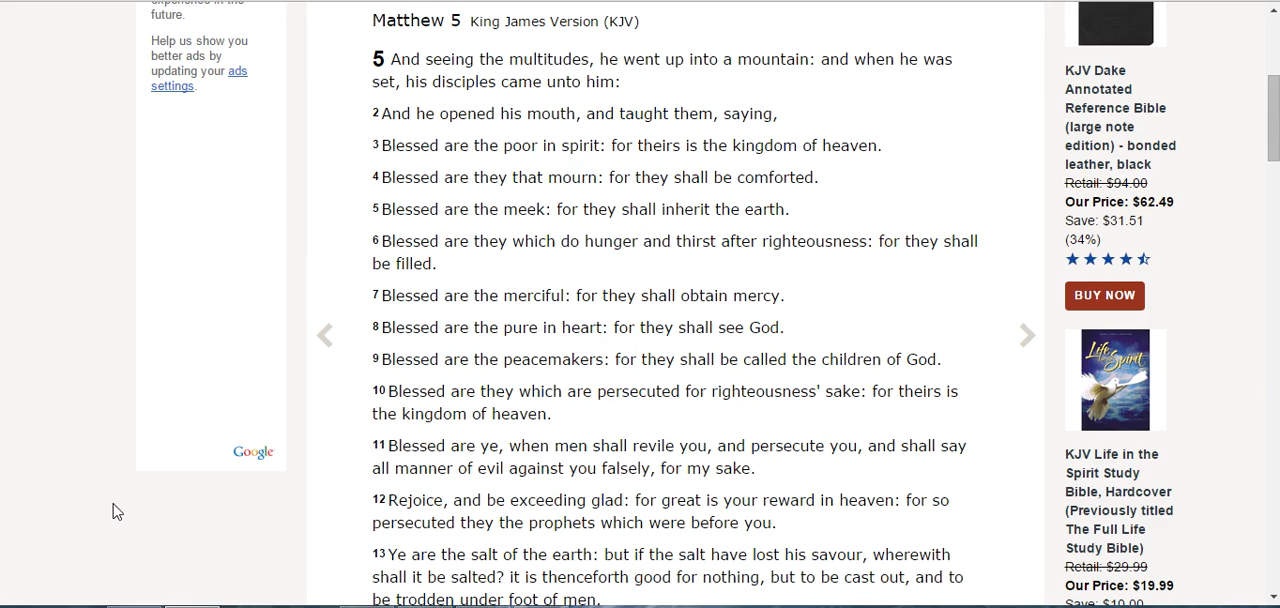 experience in the
future.
Help us show you
better ads by
updating your ads
settings.
Google
Matthew 5 King James Version (KJV)
5 And seeing the multitudes, he went up into a mountain: and when he was
set, his disciples came unto him:
2 And he opened his mouth, and taught them, saying,
3 Blessed are the poor in spirit: for theirs is the kingdom of heaven.
4 Blessed are they that mourn: for they shall be comforted.
5 Blessed are the meek: for they shall inherit the earth.
6 Blessed are they which do hunger and thirst after righteousness: for they shall
be filled.
7 Blessed are the merciful: for they shall obtain mercy.
8 Blessed are the pure in heart: for they shall see God.
9 Blessed are the peacemakers: for they shall be called the children of God.
10 Blessed are they which are persecuted for righteousness' sake: for theirs is
the kingdom of heaven.
11 Blessed are ye, when men shall revile you, and persecute you, and shall say
all manner of evil against you falsely, for my sake.
12 Rejoice, and be exceeding glad: for great is your reward in heaven: for so
persecuted they the prophets which were before you.
13 Ye are the salt of the earth: but if the salt have lost his savour, wherewith
shall it be salted? it is thenceforth good for nothing, but to be cast out, and to
be trodden under foot of men.
KJV Dake
Annotated
Reference Bible
(large note
edition) - bonded
leather, black
Retail: $94.00
Our Price: $62.49
Save: $31.51
(34%)
BUY NOW
Life in the
Spirit
KJV Life in the
Spirit Study
Bible, Hardcover
(Previously titled
The Full Life
Study Bible)
Retail: $29.99
Our Price: $19.99
Save: $10.00